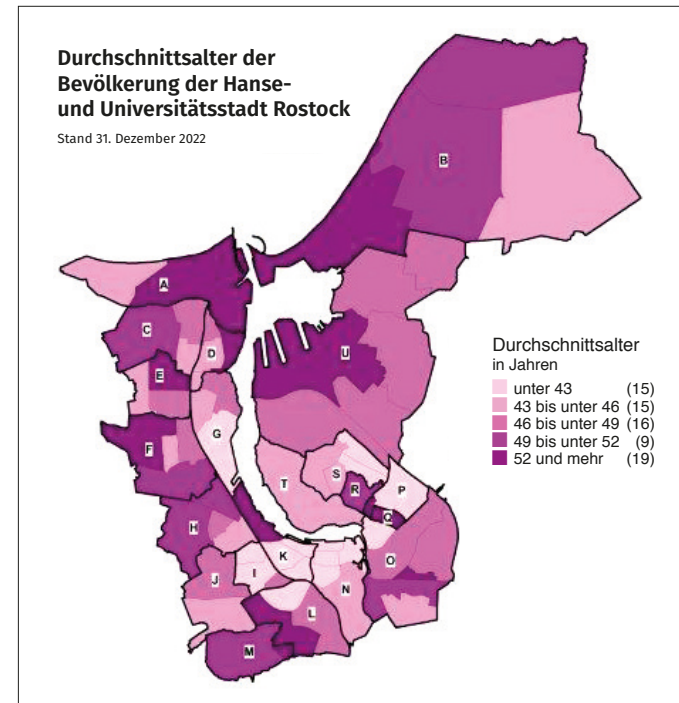 Durchschnittsalter der
Bevölkerung der Hanse-
und Universitätsstadt Rostock
Stand 31. Dezember 2022
B
A
C
D
U
E
G
F
S
T
R
P
Q
H
O
K
I
J
N
L
M
Durchschnittsalter
in Jahren
unter 43 (15)
43 bis unter 46 (15)
46 bis unter 49 (16)
49 bis unter 52 (9)
52 und mehr (19)